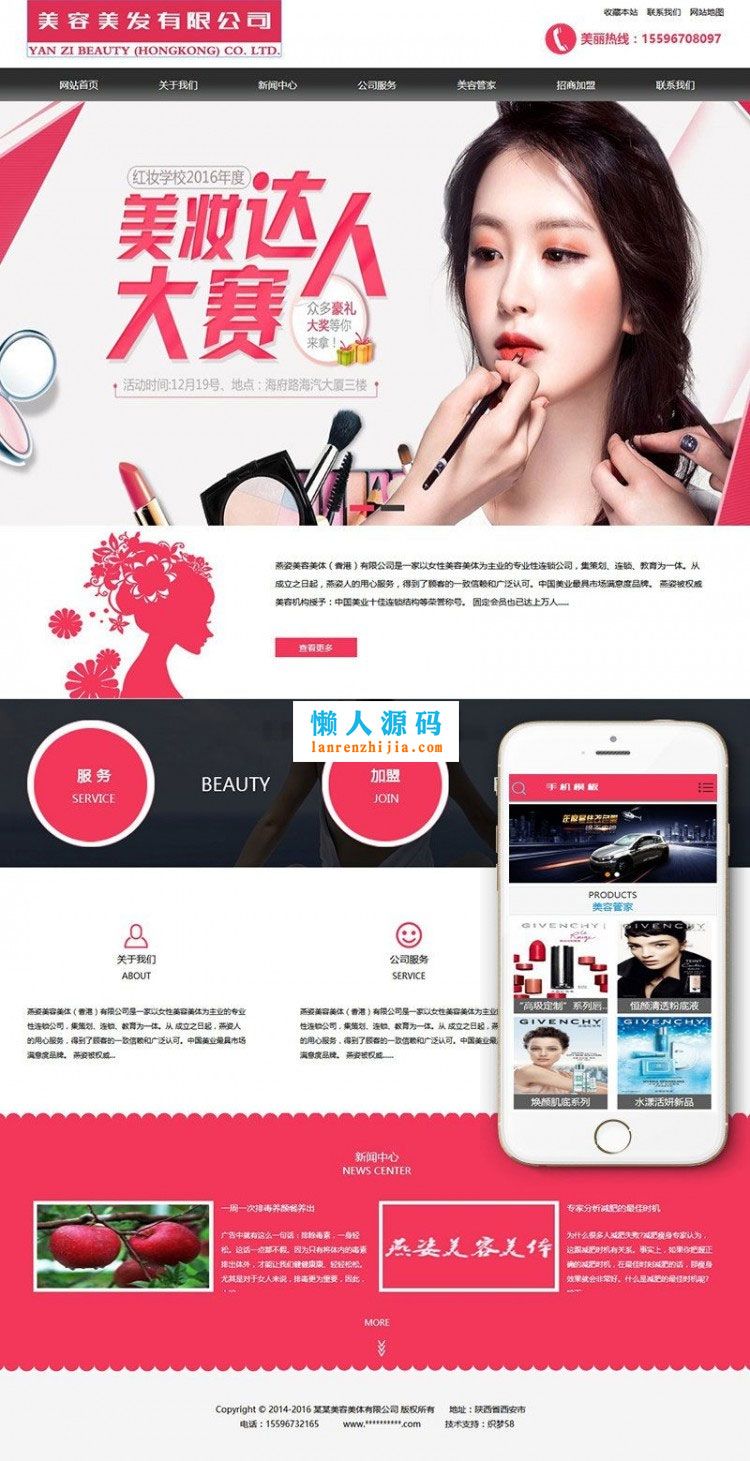 美容美发有限公司
YAN ZI BEAUTY (HONGKONG) CO. LTD.
收藏本站 联系我们 网站地图
美丽热线：15596708097
网站首页 关于我们 新闻中心 公司服务 美容管家 招商加盟 联系我们
红妆学校2016年度
美妆达人
大赛
众多豪礼
大奖等你
来拿！
活动时间:12月19号、地点：海府路海汽大厦三楼
燕姿美容美体（香港）有限公司是一家以女性美容美体为主业的专业性连锁公司，集策划、连锁、教育为一体。从
成立之日起，燕姿人的用心服务，得到了顾客的一致信赖和广泛认可。中国美业最具市场满意度品牌。 燕姿被权威
美容机构授予：中国美业十佳连锁结构等荣誉称号。 固定会员也已达上万人.....
查看更多
懒人源码
lanrenzhijia.com
服务
SERVICE
BEAUTY
加盟
JOIN
手机模板
PRODUCTS
美容管家
GIVENCHY
GIVENCHY
“高级定制”系列唇..
恒颜清透粉底液
GIVENCHY
GIVENCHY
焕颜肌底系列
水漾活妍新品
关于我们
ABOUT
燕姿美容美体（香港）有限公司是一家以女性美容美体为主业的专业
性连锁公司，集策划、连锁、教育为一体。从 成立之日起，燕姿人
的用心服务，得到了顾客的一致信赖和广泛认可。中国美业最具市场
满意度品牌。 燕姿被权威...
公司服务
SERVICE
燕姿美容美体（香港）有限公司是一家以女性美容美体为主业的专
性连锁公司，集策划、连锁、教育为一体。从 成立之日起，燕
的用心服务，得到了顾客的一致信赖和广泛认可。中国美业最
满意度品牌。 燕姿被权威.....
新闻中心
NEWS CENTER
一周一次排毒养颜餐养出
广告中就有这么一句话：排除毒素，一身轻
松。这话一点都不假。因为只有将体内的毒素
排出体外，才能让我们健健康康、轻轻松松。
尤其是对于女人来说，排毒更为重要，因此，
燕姿美容美体
专家分析减肥的最佳时机
为什么很多人减肥失败?减肥瘦身专家认为，
这跟减肥时机有关系。事实上，如果你把握正
确的减肥时机，在最佳时刻减肥的话，那瘦身
效果就会非常好。什么是减肥的最佳时机呢?
MORE
Copyright © 2014-2016 某某美容美体有限公司 版权所有 地址：陕西省西安市
电话：15596732165 www.**********.com 技术支持：织梦58